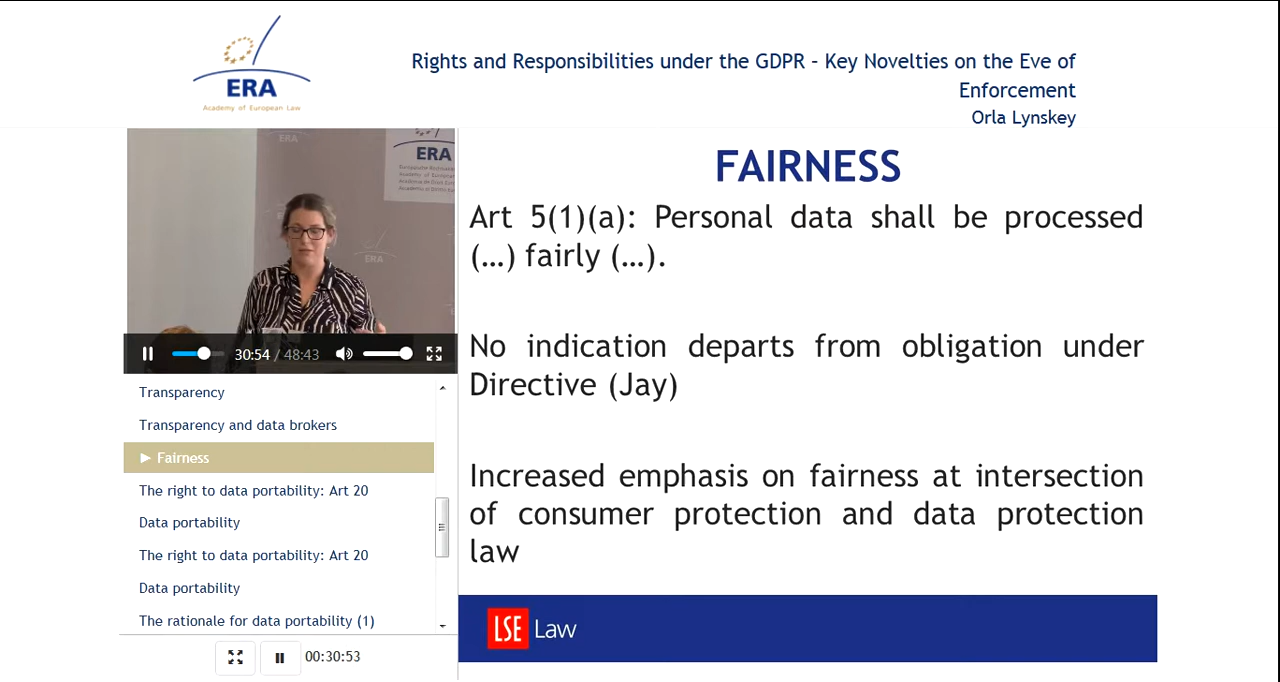 ERA
Academy of European Law
Rights and Responsibilities under the GDPR – Key Novelties on the Eve of
Enforcement
Orla Lynskey
ERA
ERA
ERA
30:54 / 48:43
Transparency
Transparency and data brokers
► Fairness
The right to data portability: Art 20
Data portability
The right to data portability: Art 20
Data portability
The rationale for data portability (1)
00:30:53
FAIRNESS
Art 5(1)(a): Personal data shall be processed
(…) fairly (…).
No indication departs from obligation under
Directive (Jay)
Increased emphasis on fairness at intersection
of consumer protection and data protection
law
LSE Law